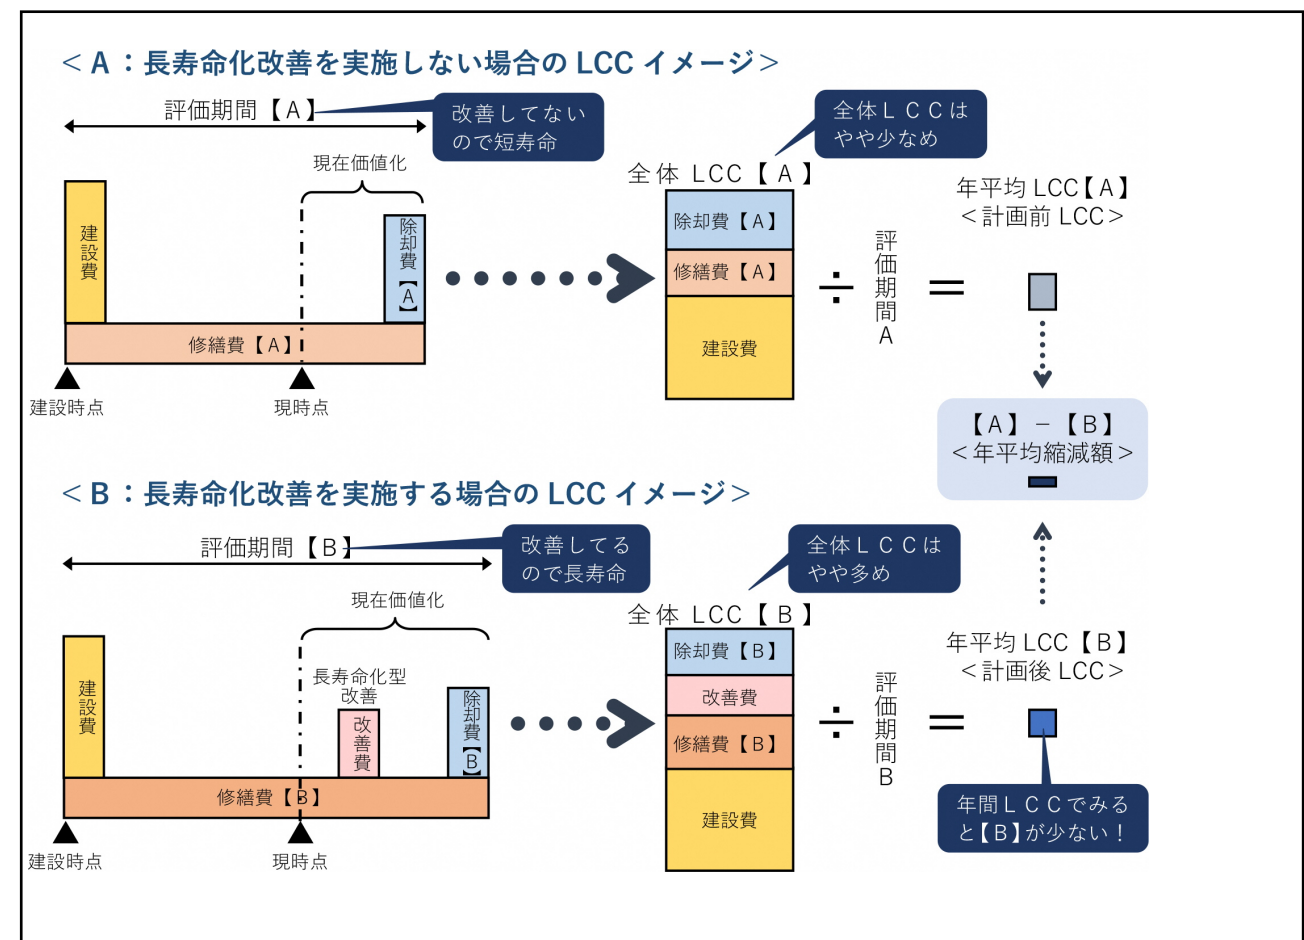 ＜A：長寿命化改善を実施しない場合の LCC イメージ＞
評価期間【A】
改善してない
ので短寿命
現在価値化
建設費
除却費【A】
修繕費【A】
建設時点
現時点
全体ＬＣＣは
やや少なめ
全体 LCC【A】
除却費【A】
修繕費【A】
建設費
÷
評価期間A
＝
年平均 LCC【A】
＜計画前 LCC＞
【A】－【B】
＜年平均縮減額＞
＜B：長寿命化改善を実施する場合の LCC イメージ＞
評価期間【B】
改善してる
ので長寿命
現在価値化
建設費
長寿命化型
改善
改善費
除却費【B】
修繕費【B】
建設時点
現時点
全体ＬＣＣは
やや多め
全体 LCC【B】
除却費【B】
改善費
修繕費【B】
建設費
÷
評価期間B
＝
年平均 LCC【B】
＜計画後 LCC＞
年間ＬＣＣでみる
と【B】が少ない！